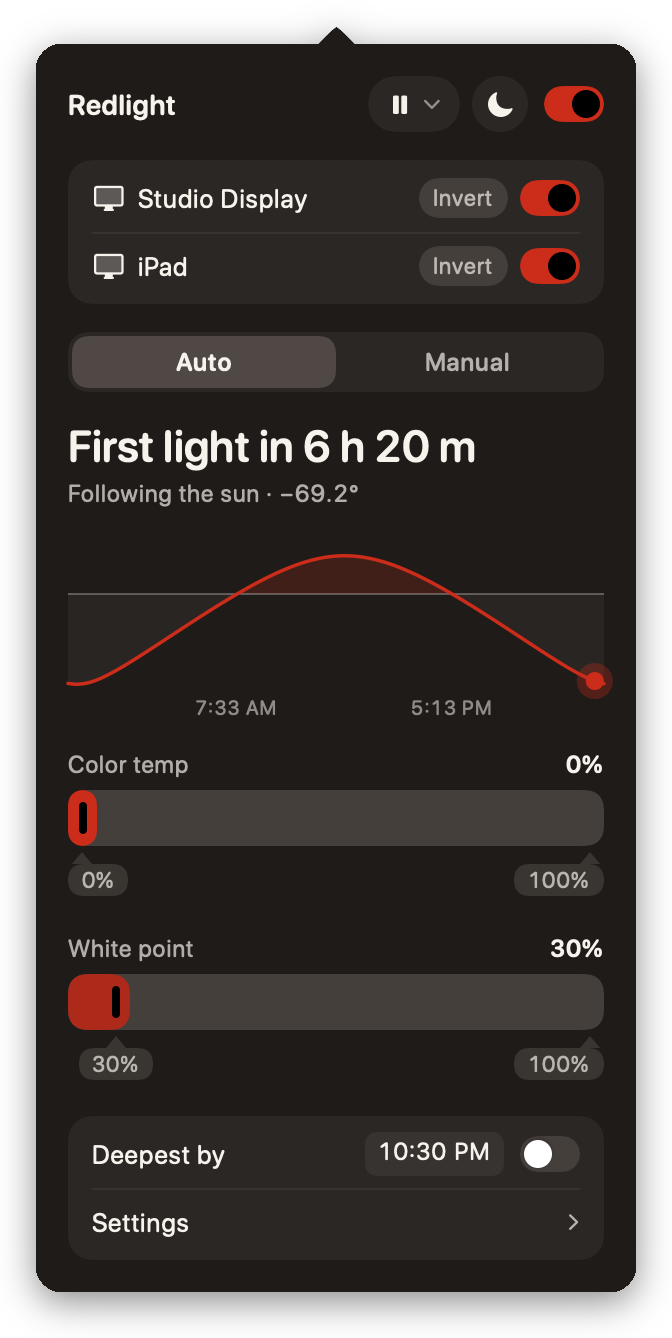 Redlight
Studio Display Invert
iPad Invert
Auto Manual
First light in 6 h 20 m
Following the sun · −69.2°
7:33 AM 5:13 PM
Color temp 0%
0% 100%
White point 30%
30% 100%
Deepest by 10:30 PM
Settings